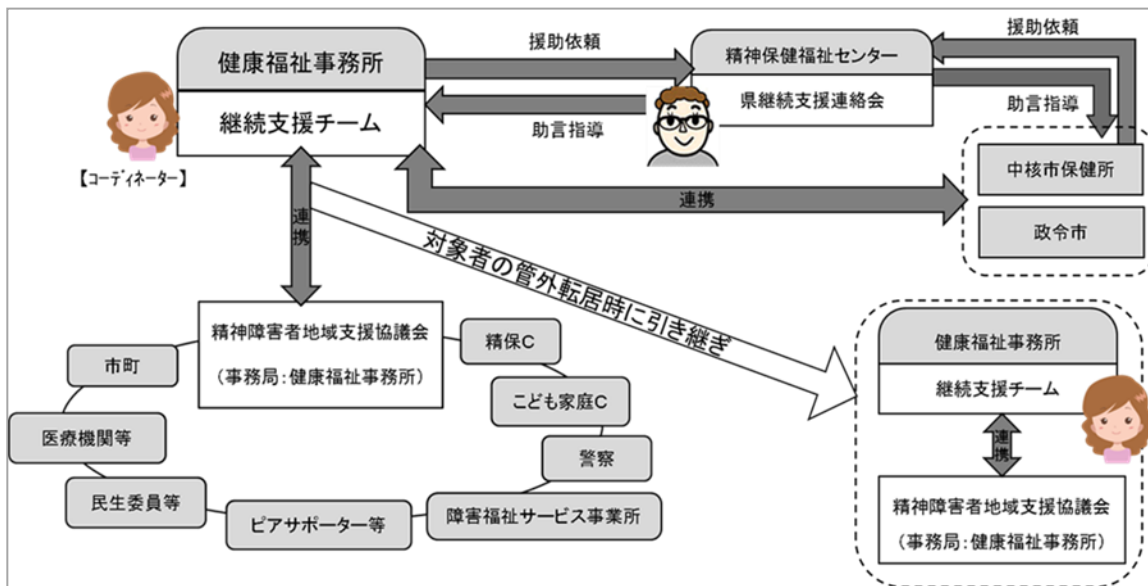 健康福祉事務所
継続支援チーム
【コーディネーター】
援助依頼
助言指導
精神保健福祉センター
県継続支援連絡会
援助依頼
助言指導
中核市保健所
政令市
連携
連携
対象者の管外転居時に引き継ぎ
精神障害者地域支援協議会
（事務局：健康福祉事務所）
精保C
こども家庭C
警察
障害福祉サービス事業所
ピアサポーター等
民生委員等
医療機関等
市町
健康福祉事務所
継続支援チーム
連携
精神障害者地域支援協議会
（事務局：健康福祉事務所）